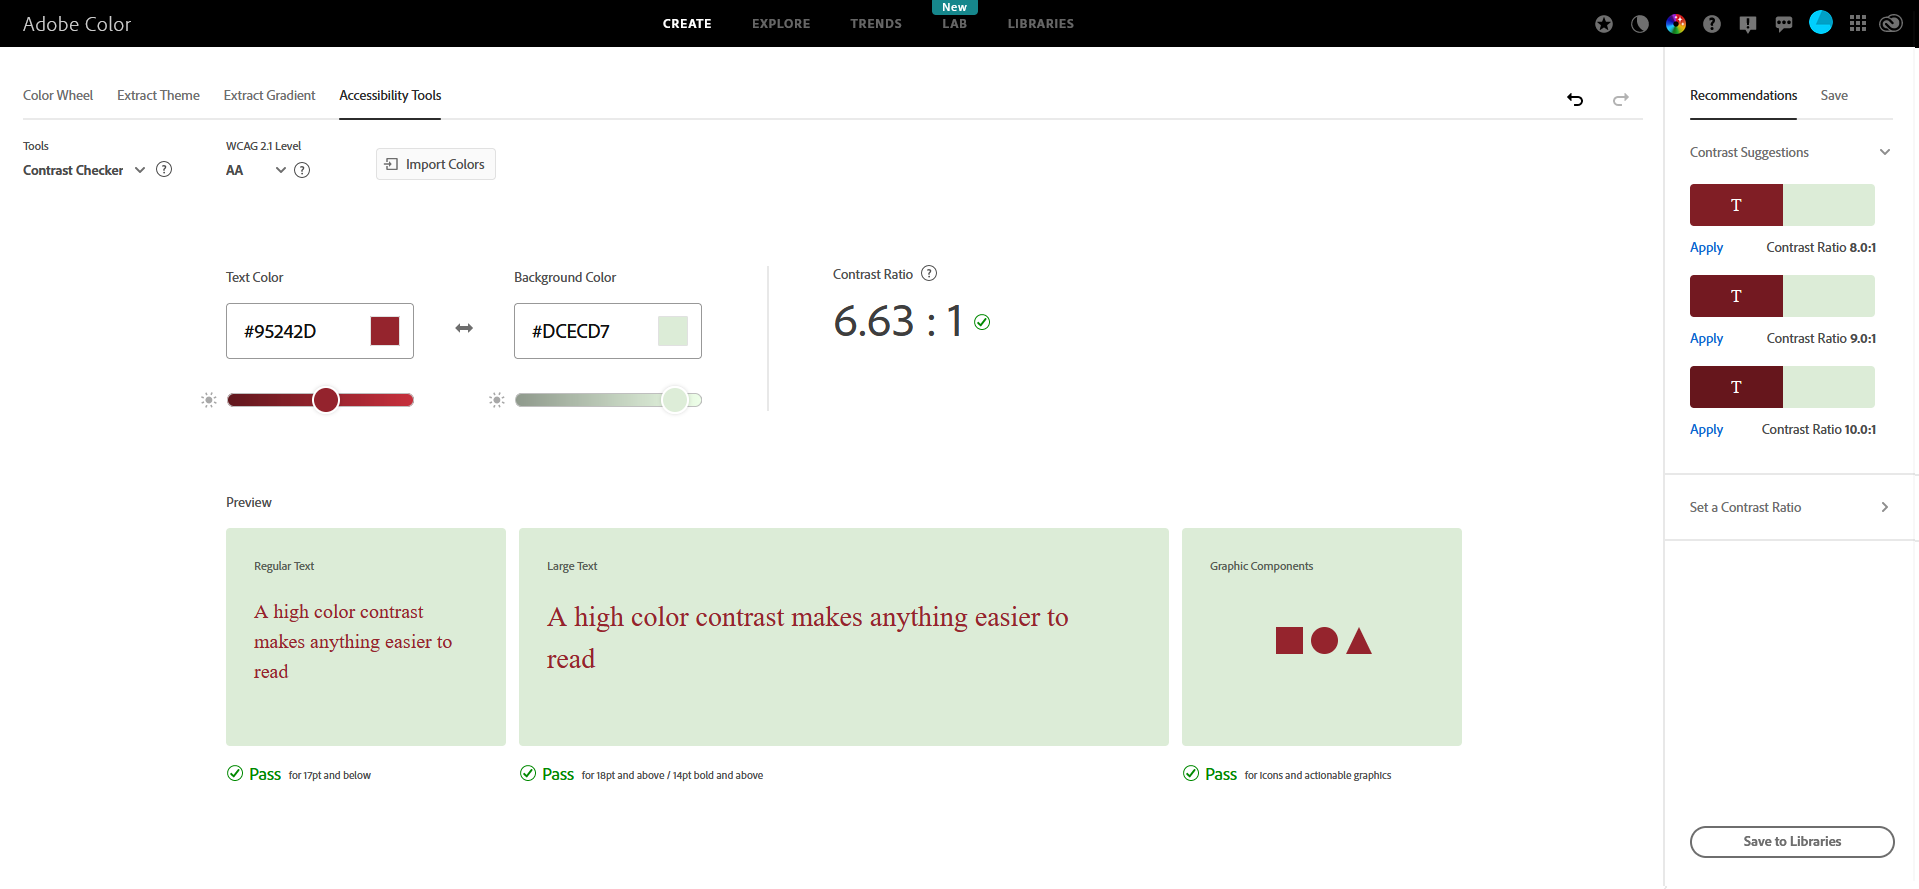 Adobe Color
CREATE
EXPLORE
TRENDS
New
LAB
LIBRARIES
Color Wheel
Extract Theme
Extract Gradient
Accessibility Tools
Tools
Contrast Checker
WCAG 2.1 Level
AA
Import Colors
Text Color
#95242D
Background Color
#DCECD7
Contrast Ratio
6.63 : 1
Preview
Regular Text
A high color contrast
makes anything easier to
read
Pass for 17pt and below
Large Text
A high color contrast makes anything easier to
read
Pass for 18pt and above / 14pt bold and above
Graphic Components
Pass for icons and actionable graphics
Recommendations
Save
Contrast Suggestions
T
Apply Contrast Ratio 8.0:1
T
Apply Contrast Ratio 9.0:1
T
Apply Contrast Ratio 10.0:1
Set a Contrast Ratio
Save to Libraries